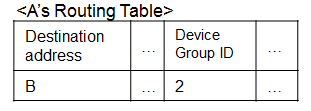 <A's Routing Table>
Destination address ... Device Group ID ...
B ... 2 ...